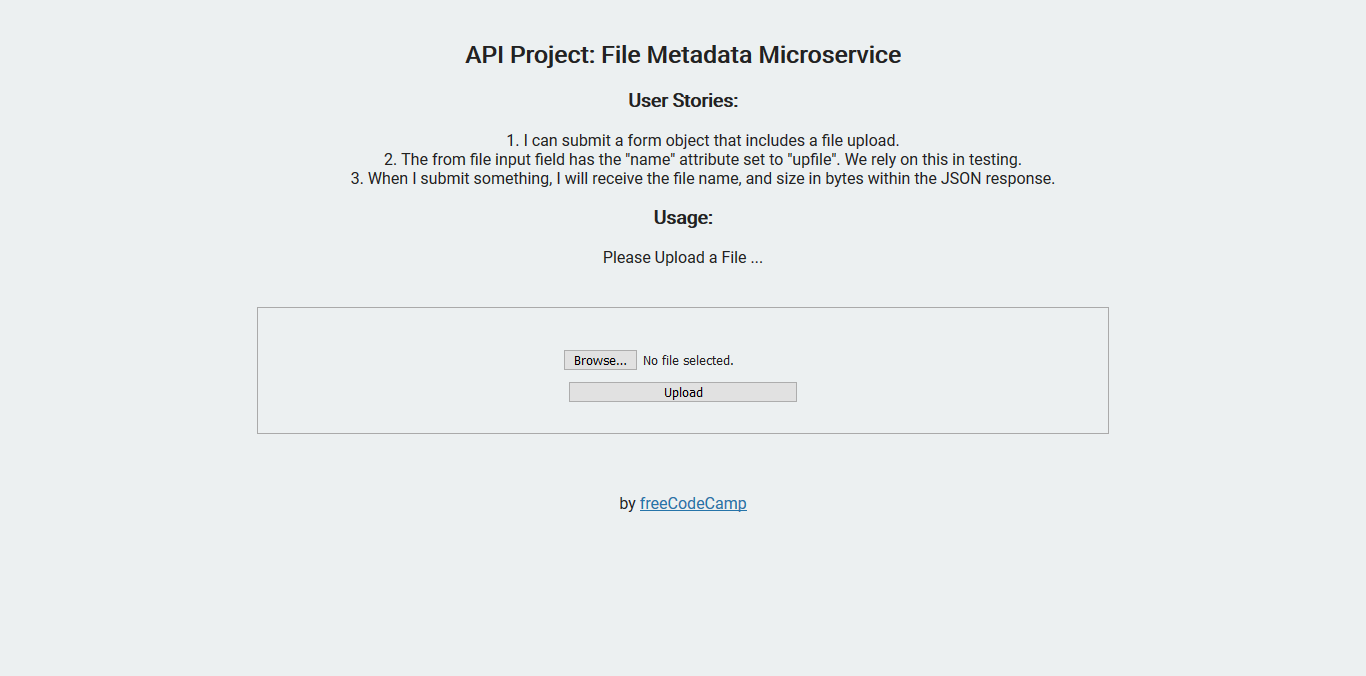 API Project: File Metadata Microservice
User Stories:
1. I can submit a form object that includes a file upload.
2. The from file input field has the "name" attribute set to "upfile". We rely on this in testing.
3. When I submit something, I will receive the file name, and size in bytes within the JSON response.
Usage:
Please Upload a File ...
Browse... No file selected.
Upload
by freeCodeCamp